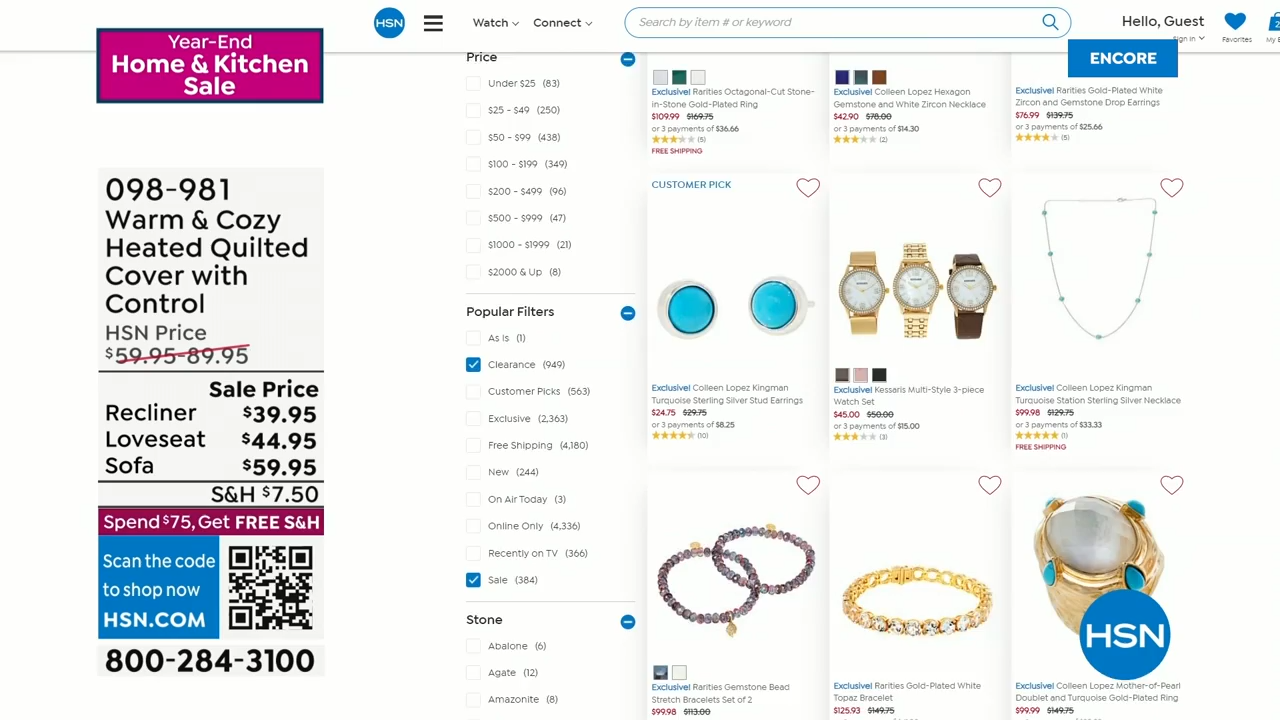 Year-End
Home & Kitchen
Sale
098-981
Warm & Cozy
Heated Quilted
Cover with
Control
HSN Price
$59.95-89.95
Sale Price
Recliner $39.95
Loveseat $44.95
Sofa $59.95
S&H $7.50
Spend $75, Get FREE S&H
Scan the code
to shop now
HSN.COM
800-284-3100
HSN
Watch
Connect
Search by item # or keyword
Hello, Guest
Sign In
Favorites
ENCORE
Price
Under $25 (83)
$25 - $49 (250)
$50 - $99 (438)
$100 - $199 (349)
$200 - $499 (96)
$500 - $999 (47)
$1000 - $1999 (21)
$2000 & Up (8)
Popular Filters
As Is (1)
Clearance (949)
Customer Picks (563)
Exclusive (2,363)
Free Shipping (4,180)
New (244)
On Air Today (3)
Online Only (4,336)
Recently on TV (366)
Sale (384)
Stone
Abalone (6)
Agate (12)
Amazonite (8)
Exclusive! Rarities Octagonal-Cut Stone-
in-Stone Gold-Plated Ring
$109.99 $169.75
or 3 payments of $36.66
(5)
FREE SHIPPING
Exclusive! Colleen Lopez Hexagon
Gemstone and White Zircon Necklace
$42.90 $78.00
or 3 payments of $14.30
(2)
Exclusive! Rarities Gold-Plated White
Zircon and Gemstone Drop Earrings
$76.99 $139.75
or 3 payments of $25.66
(5)
CUSTOMER PICK
Exclusive! Colleen Lopez Kingman
Turquoise Sterling Silver Stud Earrings
$24.75 $29.75
or 3 payments of $8.25
(10)
Exclusive! Kessaris Multi-Style 3-piece
Watch Set
$45.00 $50.00
or 3 payments of $15.00
(3)
Exclusive! Colleen Lopez Kingman
Turquoise Station Sterling Silver Necklace
$99.98 $129.75
or 3 payments of $33.33
(1)
FREE SHIPPING
Exclusive! Rarities Gemstone Bead
Stretch Bracelets Set of 2
$99.98 $113.00
Exclusive! Rarities Gold-Plated White
Topaz Bracelet
$125.93 $149.75
Exclusive! Colleen Lopez Mother-of-Pearl
Doublet and Turquoise Gold-Plated Ring
$99.99 $149.75
HSN